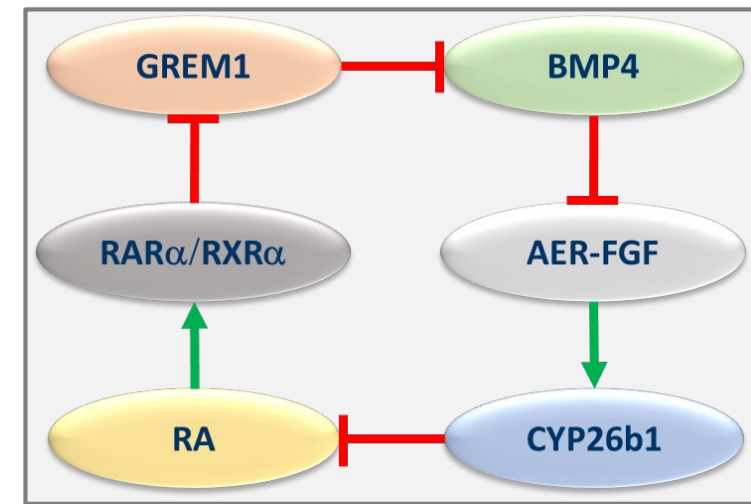 GREM1
BMP4
RARα/RXRα
AER-FGF
RA
CYP26b1